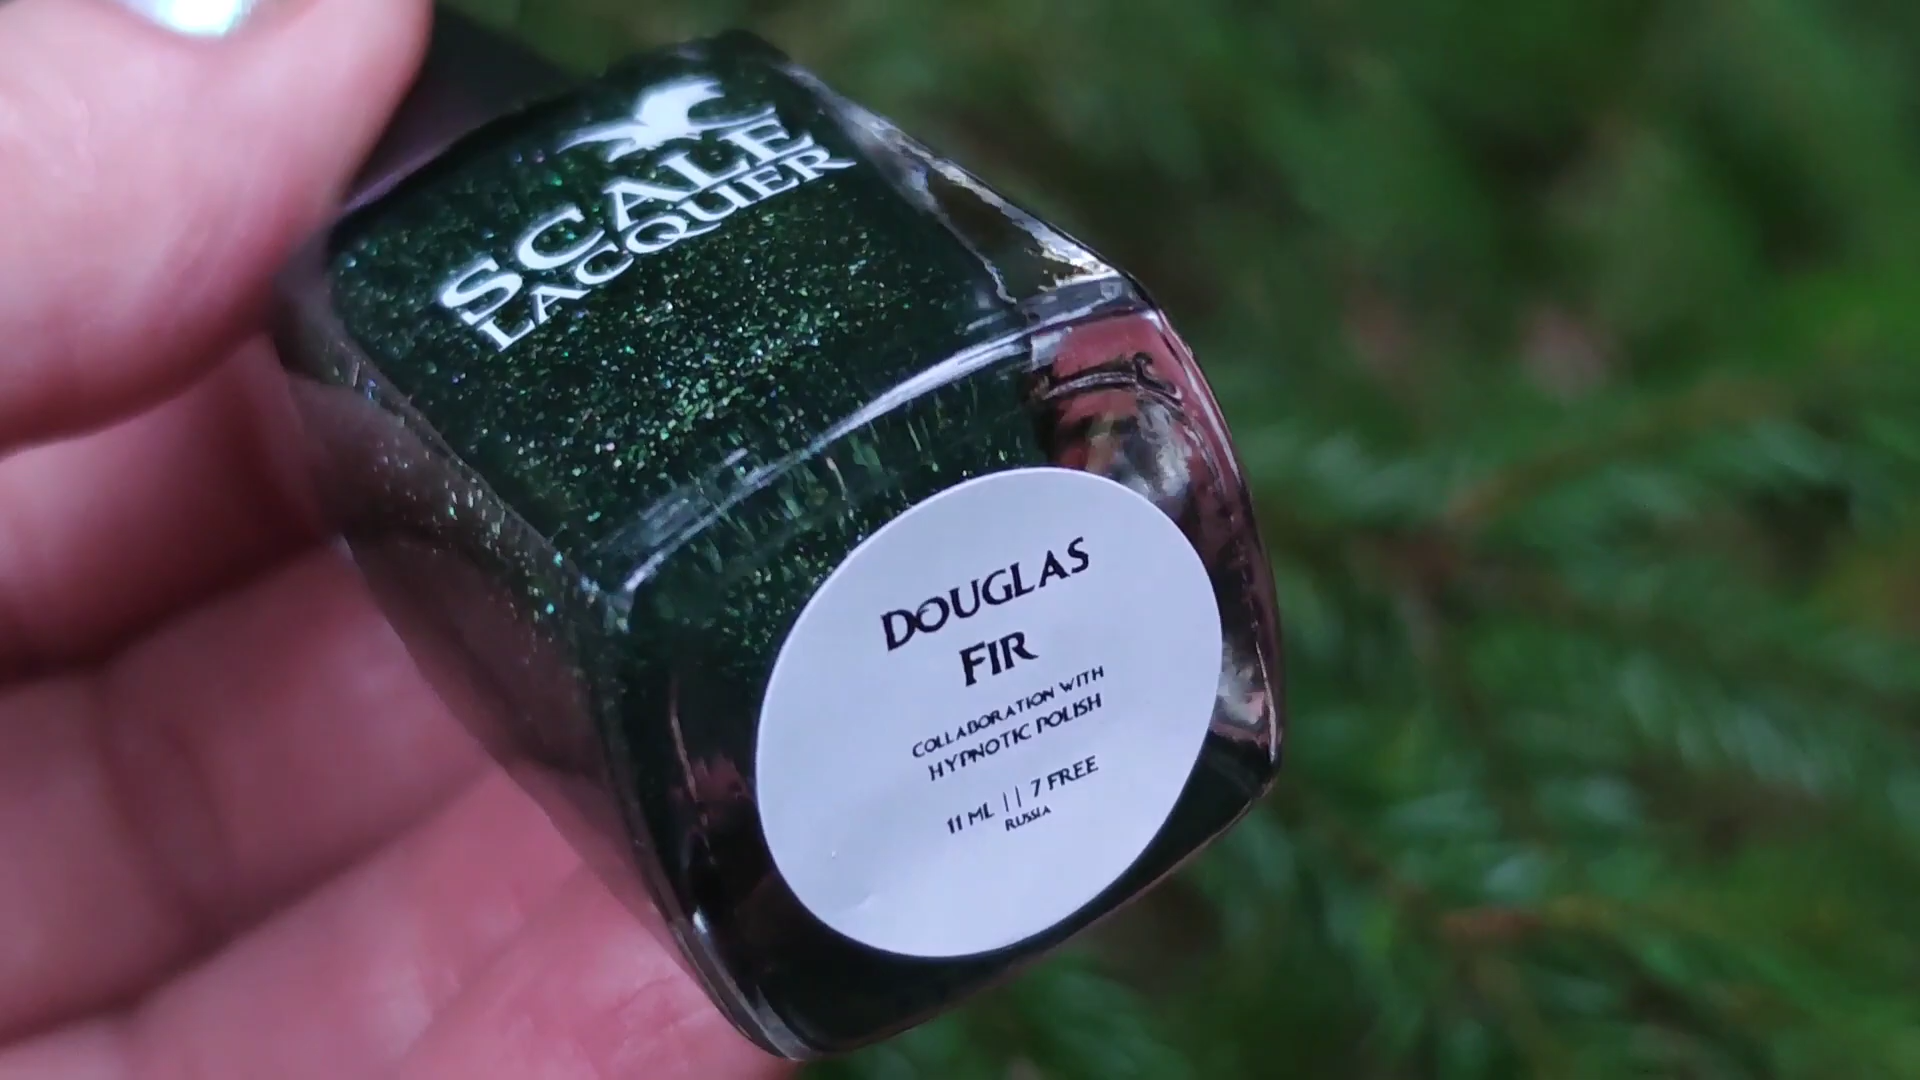 SCALE
LACQUER
DOUGLAS
FIR
COLLABORATION WITH
HYPNOTIC POLISH
11 ML || 7 FREE
RUSSIA